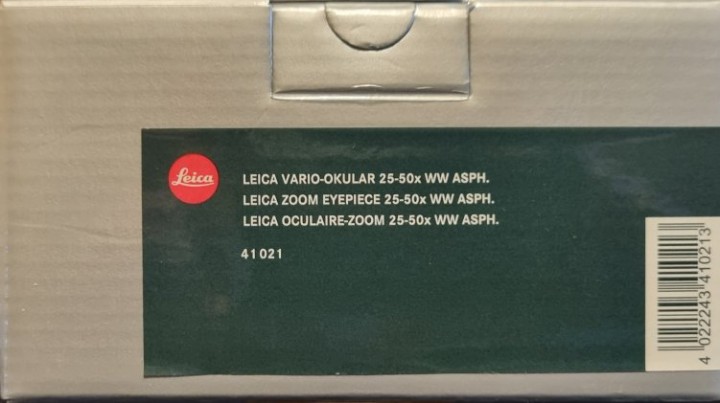 Leica
LEICA VARIO-OKULAR 25-50x WW ASPH.
LEICA ZOOM EYEPIECE 25-50x WW ASPH.
LEICA OCULAIRE-ZOOM 25-50x WW ASPH.
41021
4 022243 410213